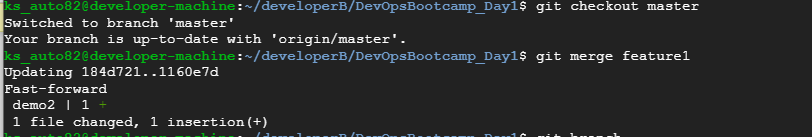 ks_auto82@developer-machine:~/developerB/DevOpsBootcamp_Day1$ git checkout master
Switched to branch 'master'
Your branch is up-to-date with 'origin/master'.
ks_auto82@developer-machine:~/developerB/DevOpsBootcamp_Day1$ git merge feature1
Updating 184d721..1160e7d
Fast-forward
 demo2 | 1 +
 1 file changed, 1 insertion(+)
ks_auto82@developer-machine:~/developerB/DevOpsBootcamp_Day1$ git branch